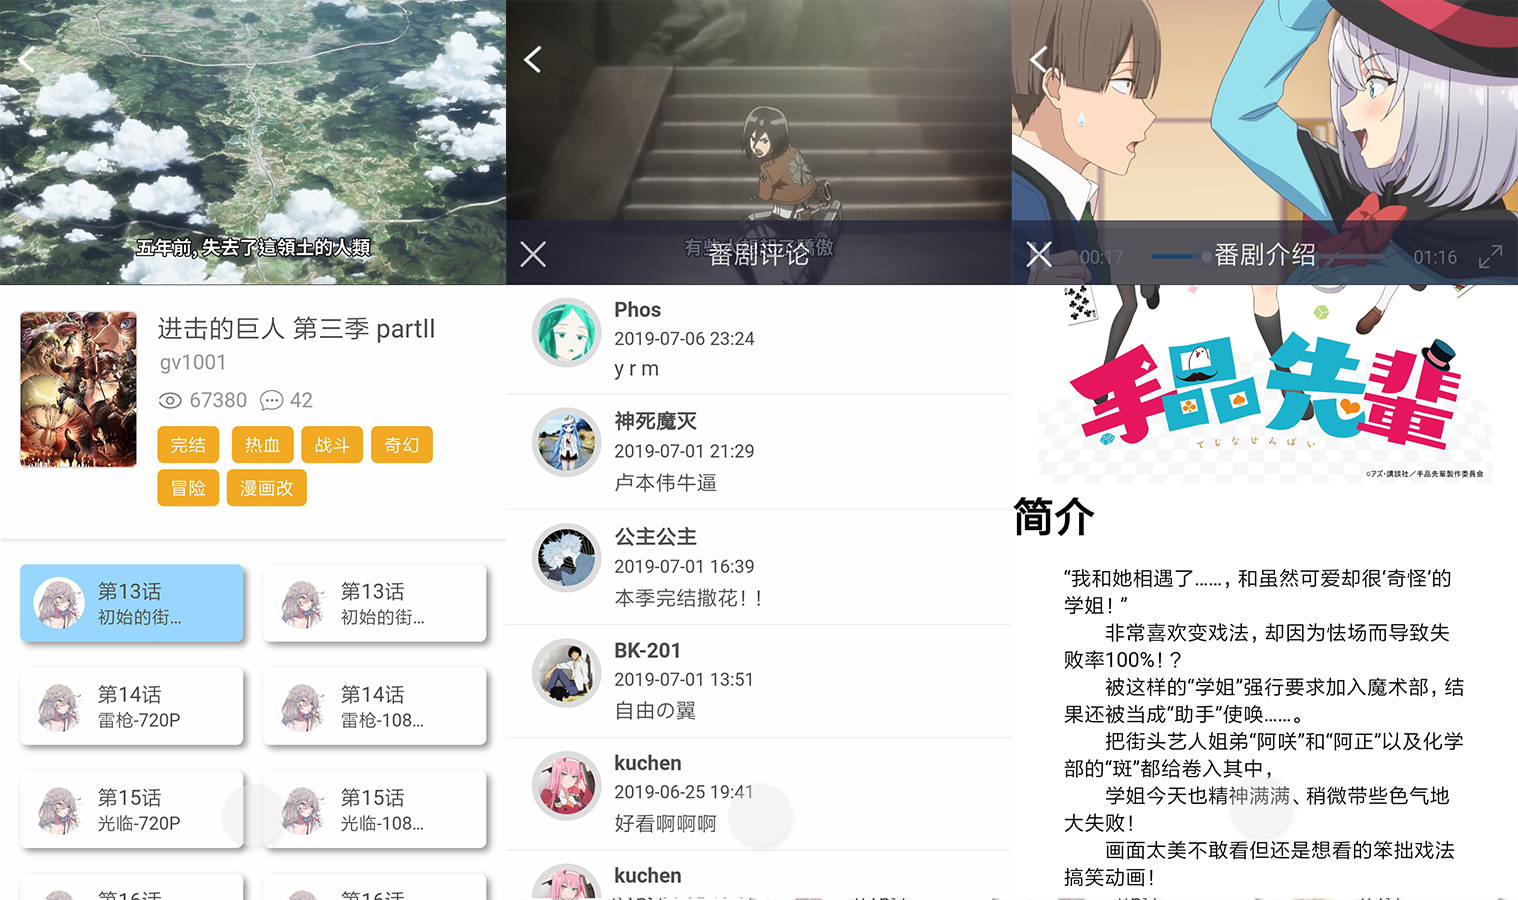 五年前,失去了這領土的人類
进击的巨人 第三季 partII
gv1001
67380 42
完结 热血 战斗 奇幻
冒险 漫画改
第13话
初始的街...
第13话
初始的街...
第14话
雷枪-720P
第14话
雷枪-108...
第15话
光临-720P
第15话
光临-108...
第16话
第16话
番剧评论
Phos
2019-07-06 23:24
y r m
神死魔灭
2019-07-01 21:29
卢本伟牛逼
公主公主
2019-07-01 16:39
本季完结撒花！！
BK-201
2019-07-01 13:51
自由の翼
kuchen
2019-06-25 19:41
好看啊啊啊
kuchen
00:17 番剧介绍 01:16
手品先輩
てじなせんぱい
©アズ・講談社／手品先輩製作委員会
简介
“我和她相遇了……，和虽然可爱却很‘奇怪’的
学姐！”
非常喜欢变戏法，却因为怯场而导致失
败率100%！？
被这样的“学姐”强行要求加入魔术部，结
果还被当成“助手”使唤……。
把街头艺人姐弟“阿咲”和“阿正”以及化学
部的“斑”都给卷入其中，
学姐今天也精神满满、稍微带些色气地
大失败！
画面太美不敢看但还是想看的笨拙戏法
搞笑动画！